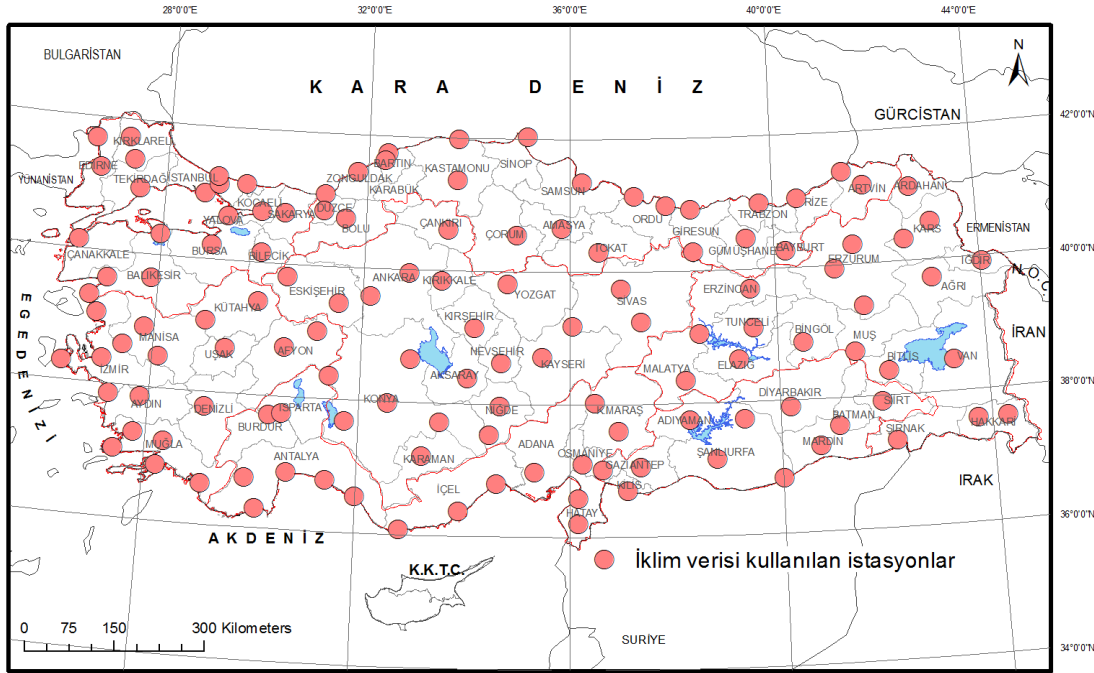 28°0'0"E
32°0'0"E
36°0'0"E
40°0'0"E
44°0'0"E
BULGARİSTAN
N
K A R A D E N İ Z
GÜRCİSTAN
42°0'0"N
KIRKLARELİ
BARTIN
SİNOP
KASTAMONU
EDİRNE
ZONGULDAK
YUNANİSTAN
TEKİRDAĞ
İSTANBUL
KARABÜK
SAMSUN
ARTVİN
ARDAHAN
KOCAELİ
SAKARYA
DÜZCE
RİZE
YALOVA
BOLU
ÇANKIRI
ÇORUM
AMASYA
ORDU
GİRESUN
TRABZON
KARS
ERMENİSTAN
ÇANAKKALE
BURSA
BİLECİK
TOKAT
GÜMÜŞHANE
BAYBURT
ERZURUM
IĞDIR
40°0'0"N
BALIKESİR
ANKARA
KIRIKKALE
N.Ö.C.
ESKİŞEHİR
YOZGAT
SİVAS
ERZİNCAN
AĞRI
KÜTAHYA
KIRŞEHİR
TUNCELİ
BİNGÖL
MUŞ
İRAN
MANİSA
UŞAK
AFYON
NEVŞEHİR
KAYSERİ
MALATYA
ELAZIĞ
BİTLİS
VAN
İZMİR
AKSARAY
38°0'0"N
EGE DENİZİ
AYDIN
DENİZLİ
ISPARTA
KONYA
NİĞDE
K.MARAŞ
ADIYAMAN
DİYARBAKIR
BATMAN
SİİRT
HAKKARİ
BURDUR
MUĞLA
ADANA
MARDİN
ŞIRNAK
ANTALYA
KARAMAN
OSMANİYE
GAZİANTEP
ŞANLIURFA
IRAK
İÇEL
KİLİS
HATAY
36°0'0"N
A K D E N İ Z
K.K.T.C.
İklim verisi kullanılan istasyonlar
0 75 150 300 Kilometers
SURİYE
34°0'0"N